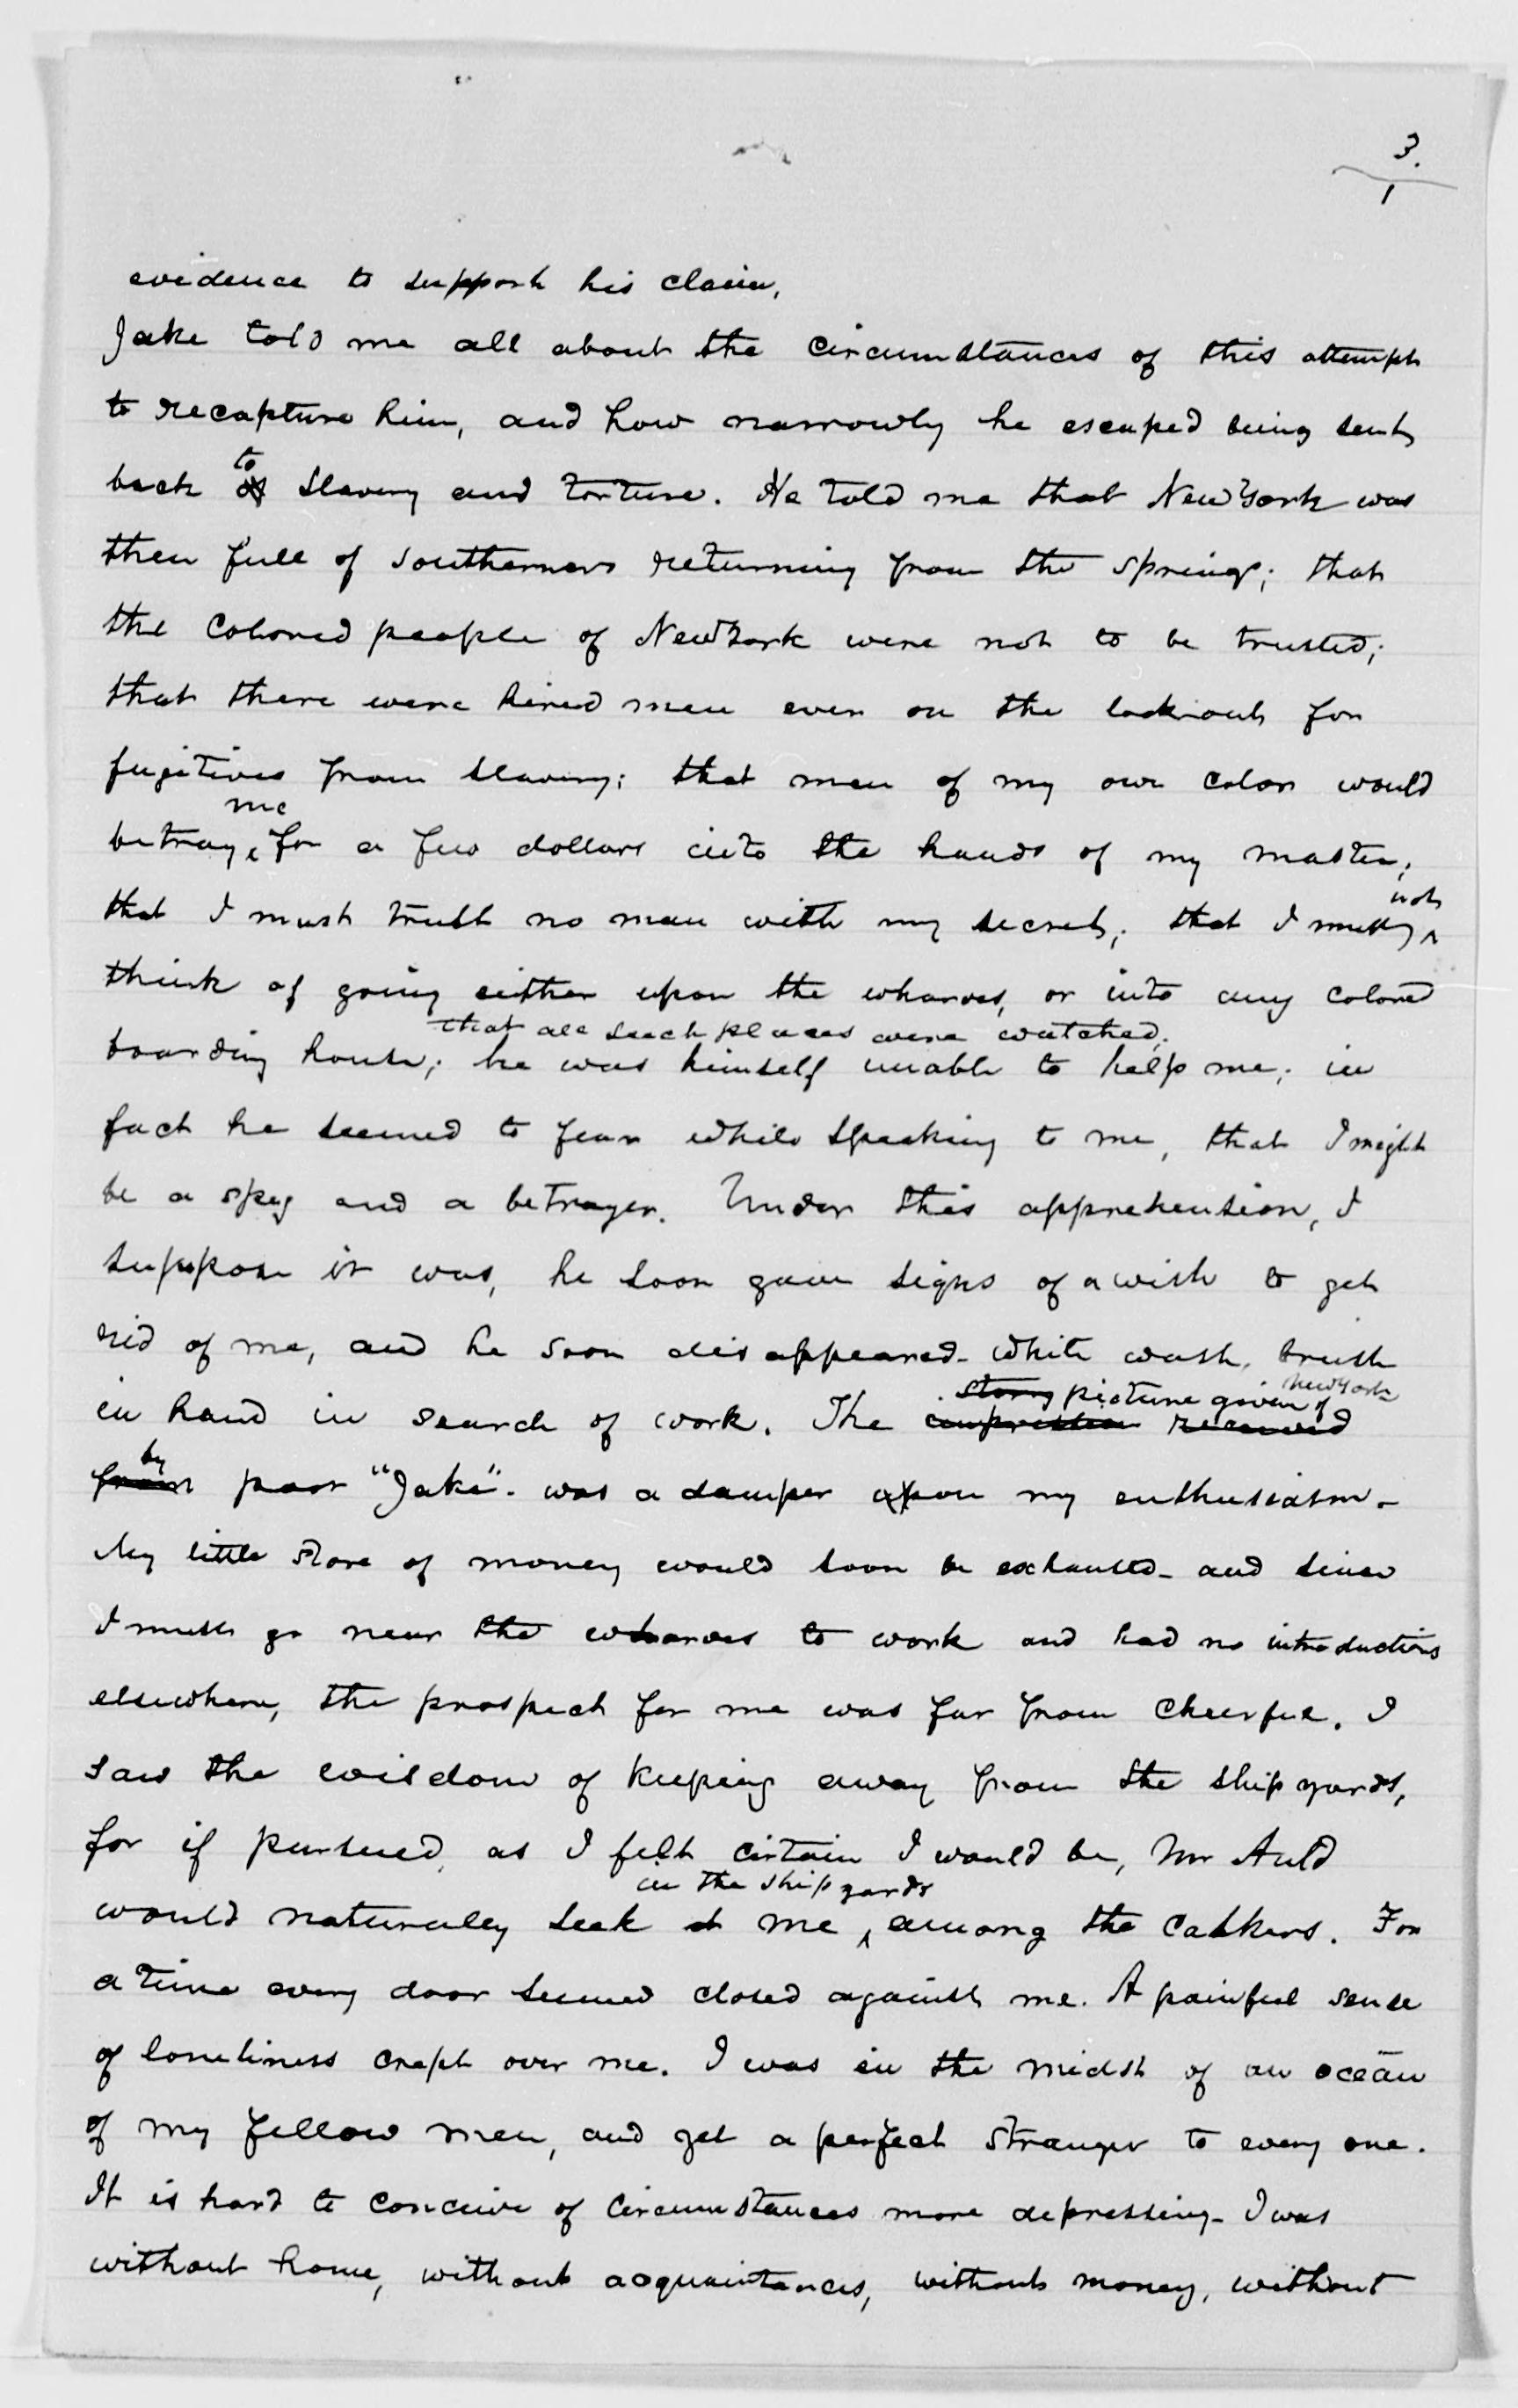 3.
1
evidence to support his claim,
Jake told me all about the circumstances of this attempt
to recapture him, and how narrowly he escaped being sent
to
back of slavery and torture. He told me that New York was
then full of southerners returning from the springs; that
the Colored people of New York were not to be trusted;
that there were hired men even on the lookout for
fugitives from slavery; that men of my own color would
me
betray, for a few dollars into the hands of my master;
not
that I must trust no man with my secret; that I must
think of going either upon the wharves, or into any colored
that all such places were watched.
boarding house; he was himself unable to help me; in
fact he seemed to fear while speaking to me, that I might
be a spy and a betrayer. Under this apprehension, I
suppose it was, he soon gave signs of a wish to get
rid of me, and he soon disappeared - white wash, brush
story picture given of New York
in hand in search of work. The impression received
by
from poor "Jake". was a damper upon my enthusiasm -
My little store of money would soon be exhausted - and since
I must go near the wharves to work and had no introductions
elsewhere, the prospect for me was far from cheerful. I
saw the wisdom of keeping away from the ship yards,
for if pursued, as I felt certain I would be, Mr Auld
in the ship yards
would naturally seek me among the calkers. For
a time every door seemed closed against me. A painful sense
of loneliness crept over me. I was in the midst of an ocean
of my fellow men, and yet a perfect stranger to every one.
It is hard to conceive of circumstances more depressing - I was
without home, without acquaintances, without money, without